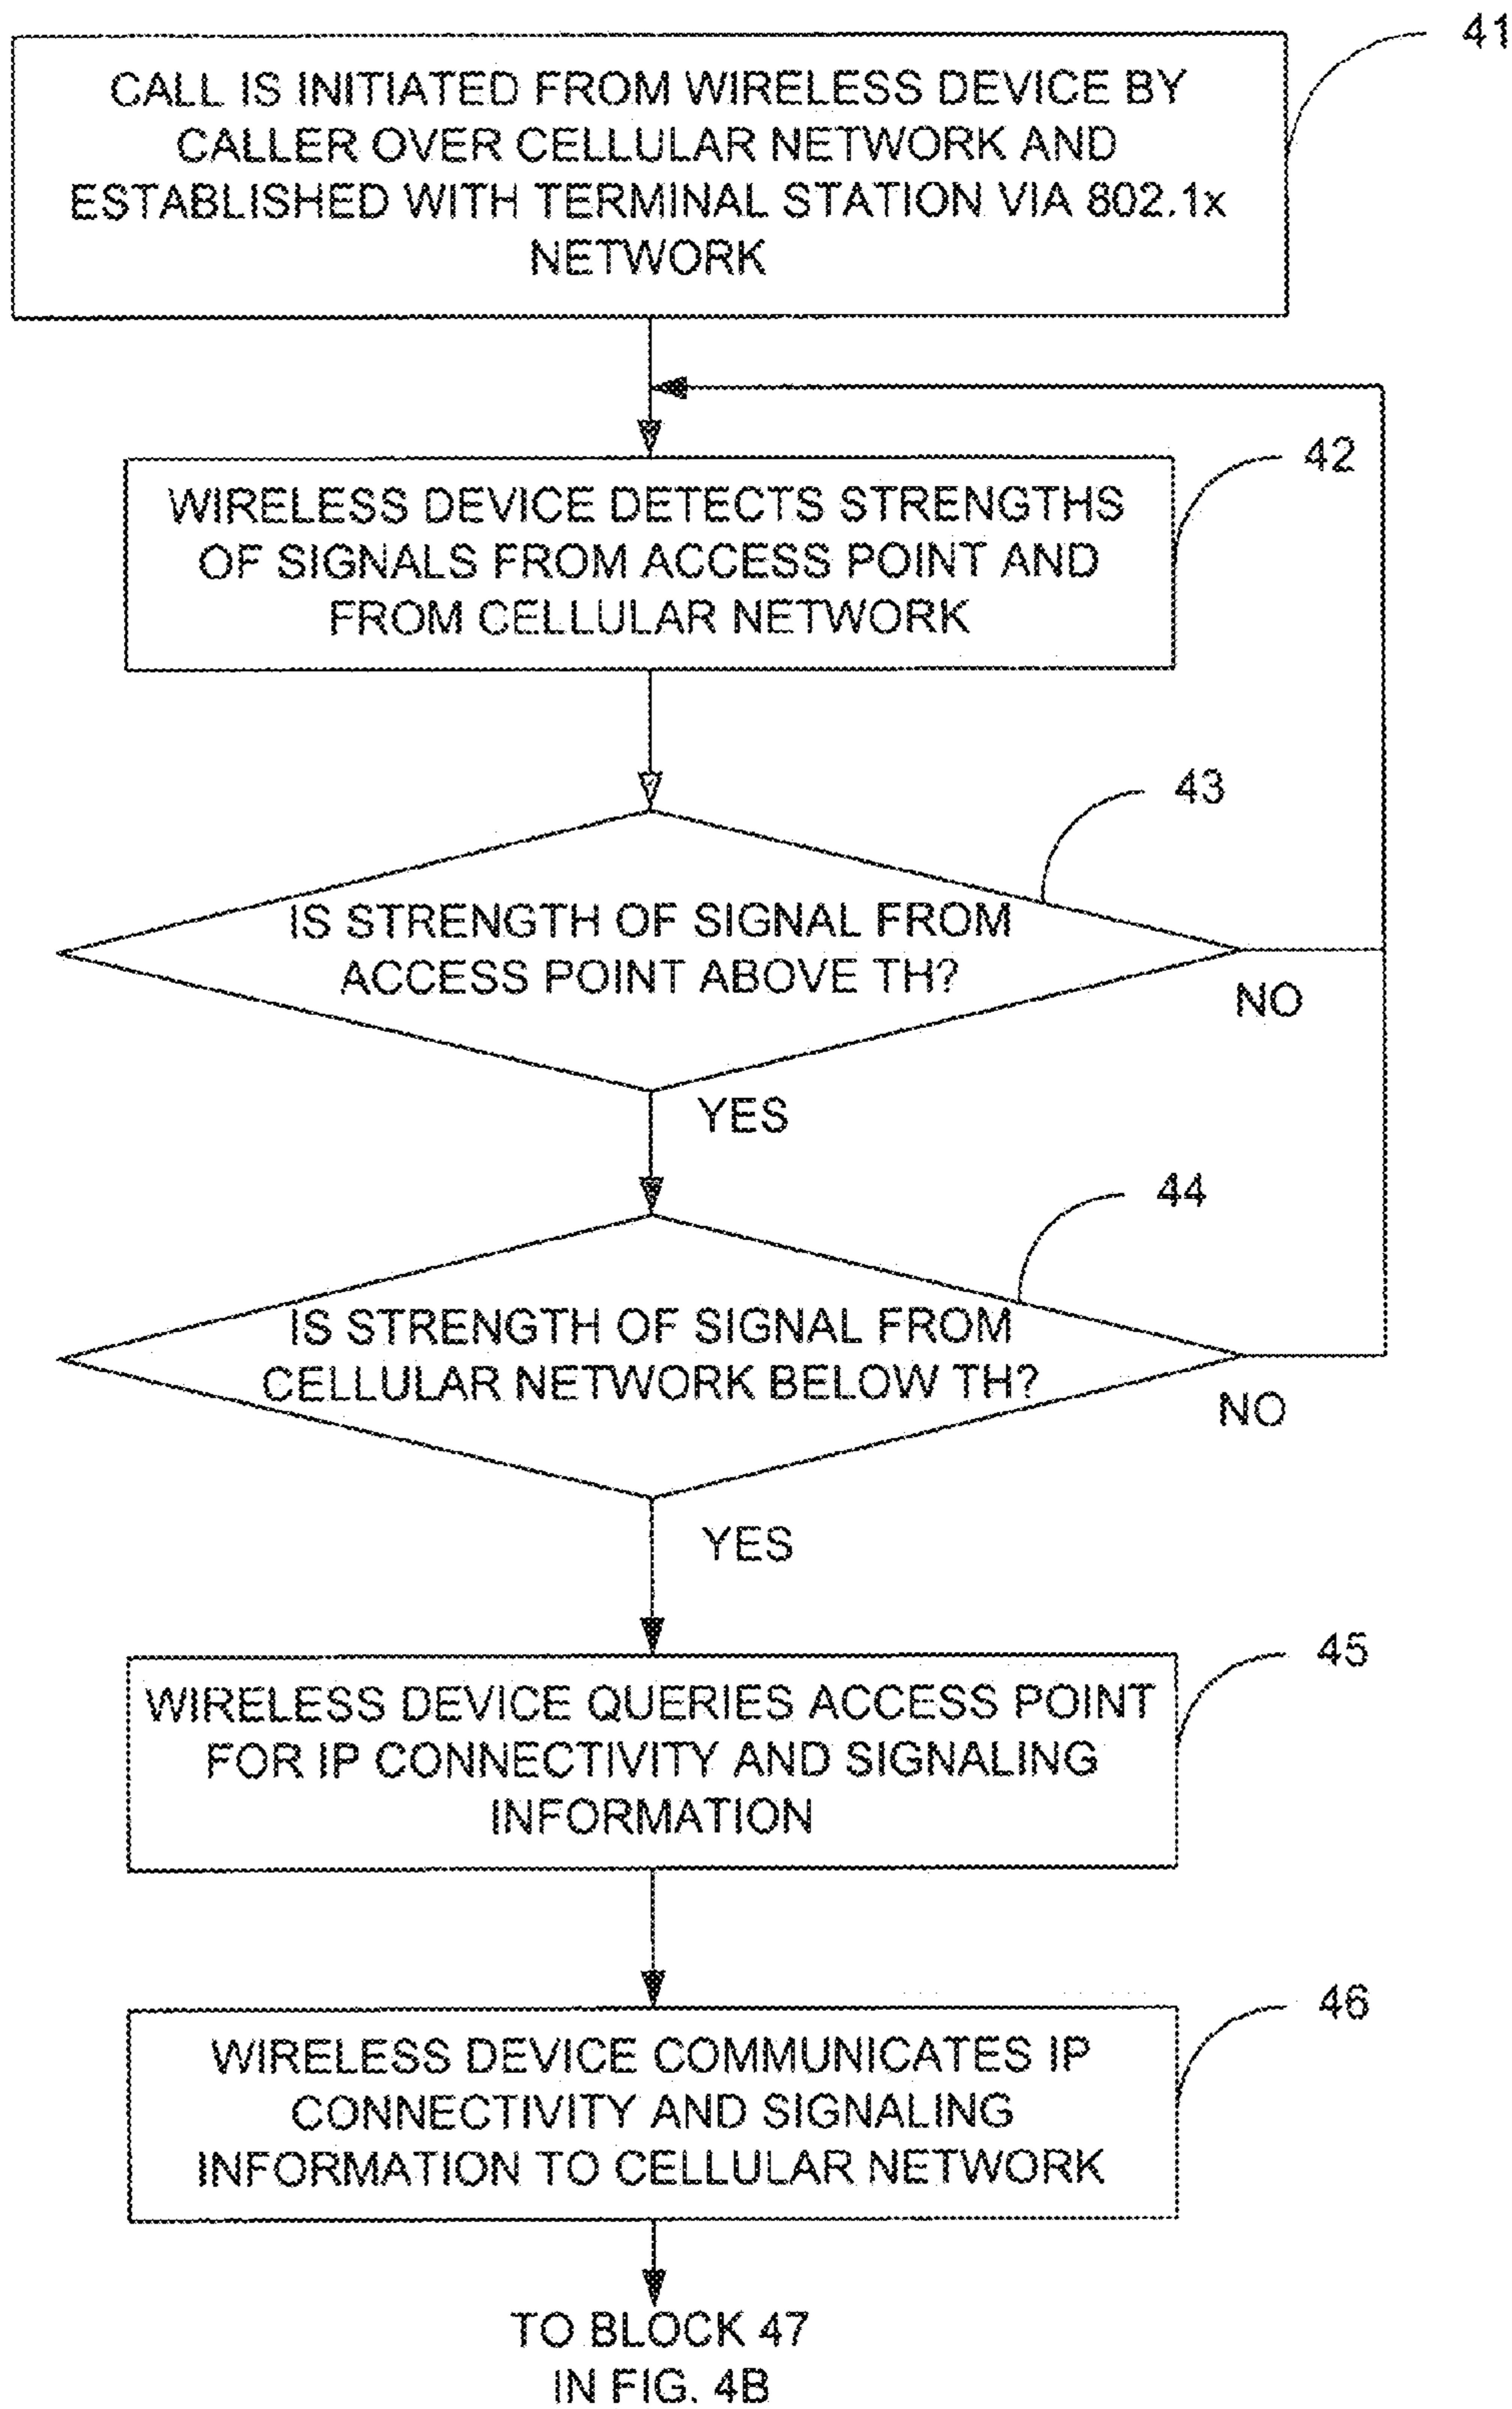 41
CALL IS INITIATED FROM WIRELESS DEVICE BY
CALLER OVER CELLULAR NETWORK AND
ESTABLISHED WITH TERMINAL STATION VIA 802.1x
NETWORK
42
WIRELESS DEVICE DETECTS STRENGTHS
OF SIGNALS FROM ACCESS POINT AND
FROM CELLULAR NETWORK
43
IS STRENGTH OF SIGNAL FROM
ACCESS POINT ABOVE TH?
NO
YES
44
IS STRENGTH OF SIGNAL FROM
CELLULAR NETWORK BELOW TH?
NO
YES
45
WIRELESS DEVICE QUERIES ACCESS POINT
FOR IP CONNECTIVITY AND SIGNALING
INFORMATION
46
WIRELESS DEVICE COMMUNICATES IP
CONNECTIVITY AND SIGNALING
INFORMATION TO CELLULAR NETWORK
TO BLOCK 47
IN FIG. 4B